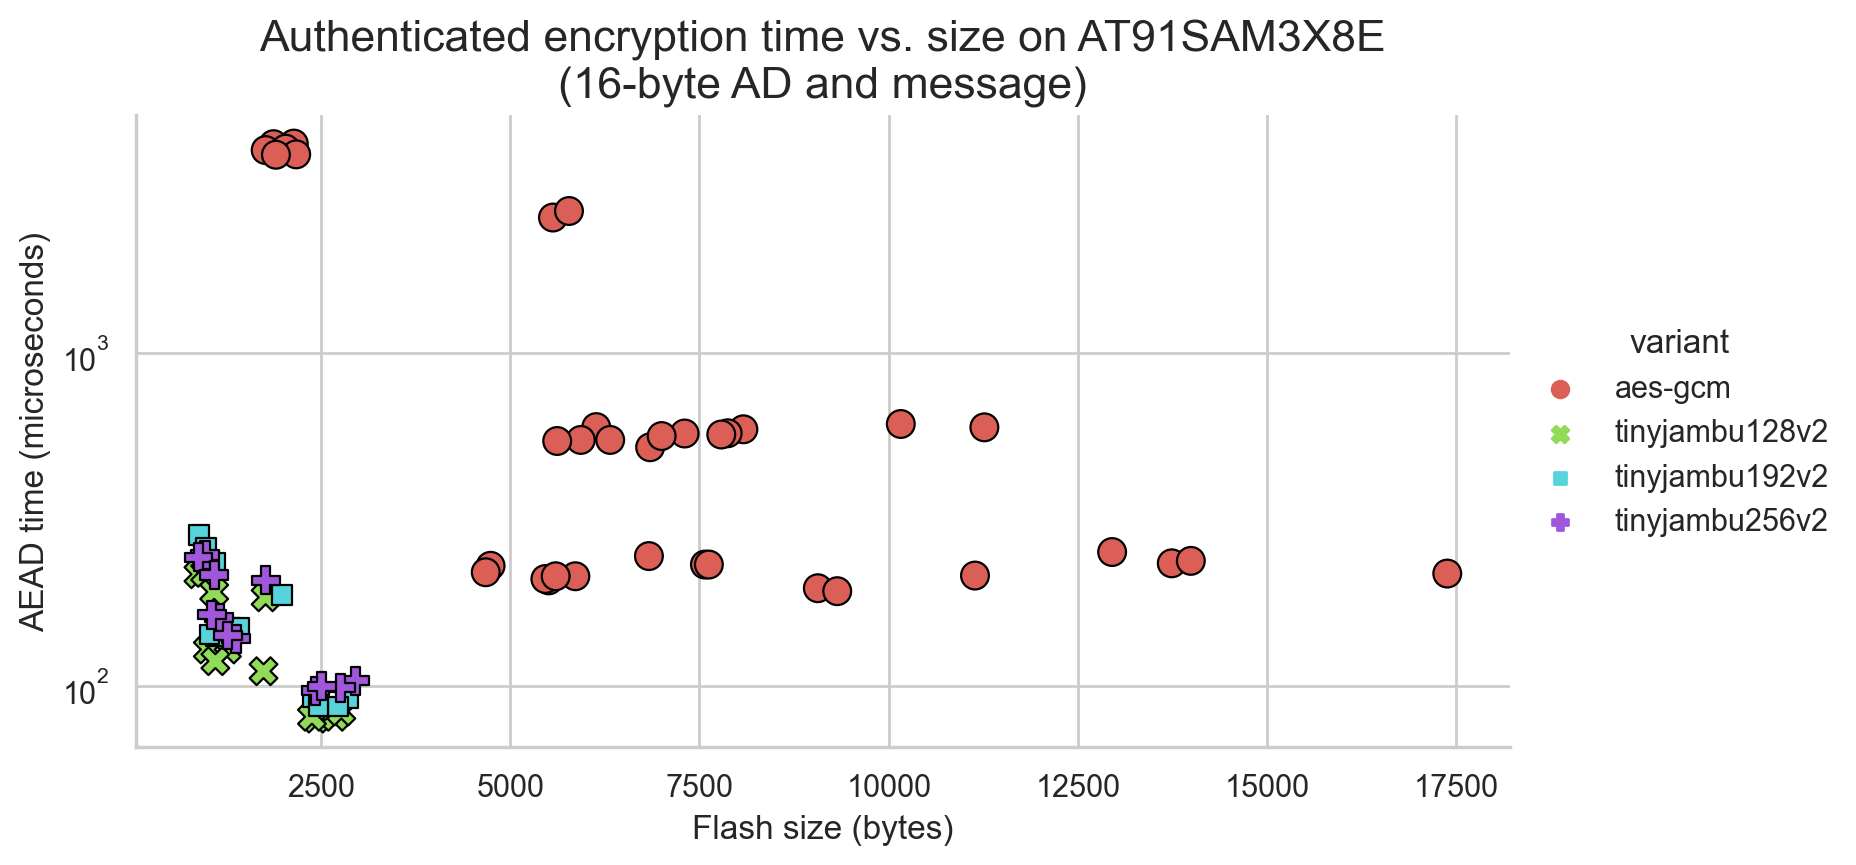 Authenticated encryption time vs. size on AT91SAM3X8E
(16-byte AD and message)
AEAD time (microseconds)
10³
10²
2500
5000
7500
10000
12500
15000
17500
Flash size (bytes)
variant
aes-gcm
tinyjambu128v2
tinyjambu192v2
tinyjambu256v2